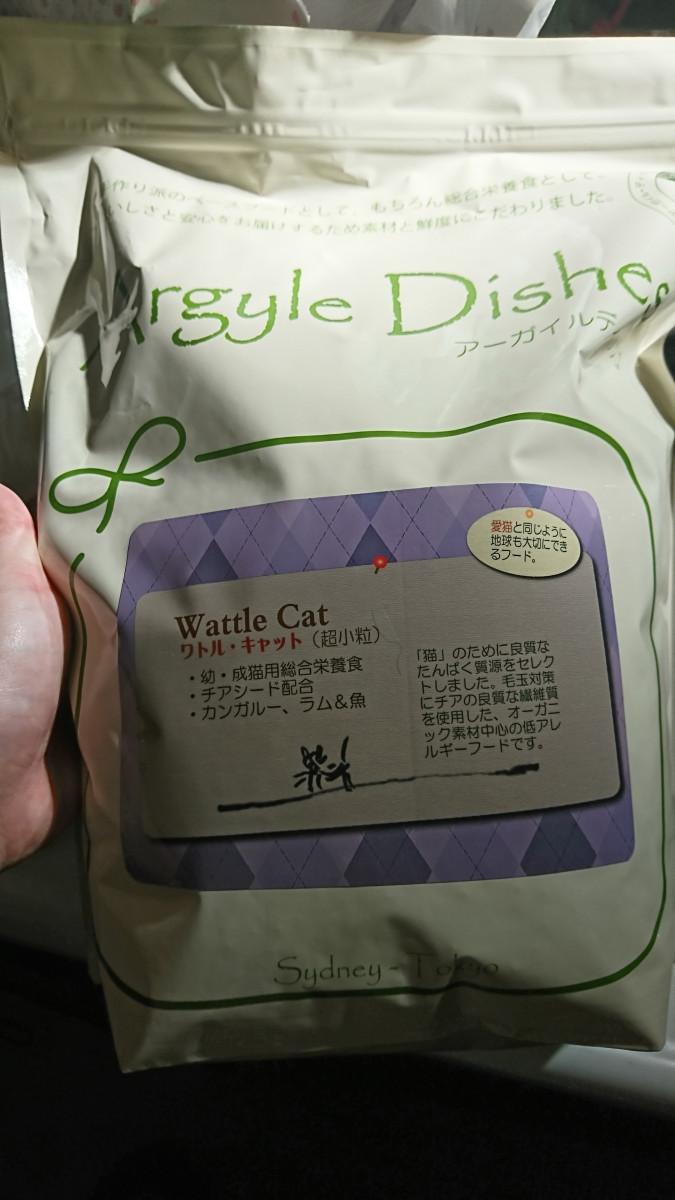 作り派のベースフードとして、もちろん総合栄養食として、
いしさと安心をお届けするため素材と鮮度にこだわりました。
Argyle Dishes
アーガイルデ
愛猫と同じように
地球も大切にでき
るフード。
Wattle Cat
ワトル・キャット（超小粒）
・幼・成猫用総合栄養食
・チアシード配合
・カンガルー、ラム＆魚
「猫」のために良質な
たんぱく質源をセレク
トしました。毛玉対策
にチアの良質な繊維質
を使用した、オーガニ
ック素材中心の低アレ
ルギーフードです。
Sydney - Tokyo